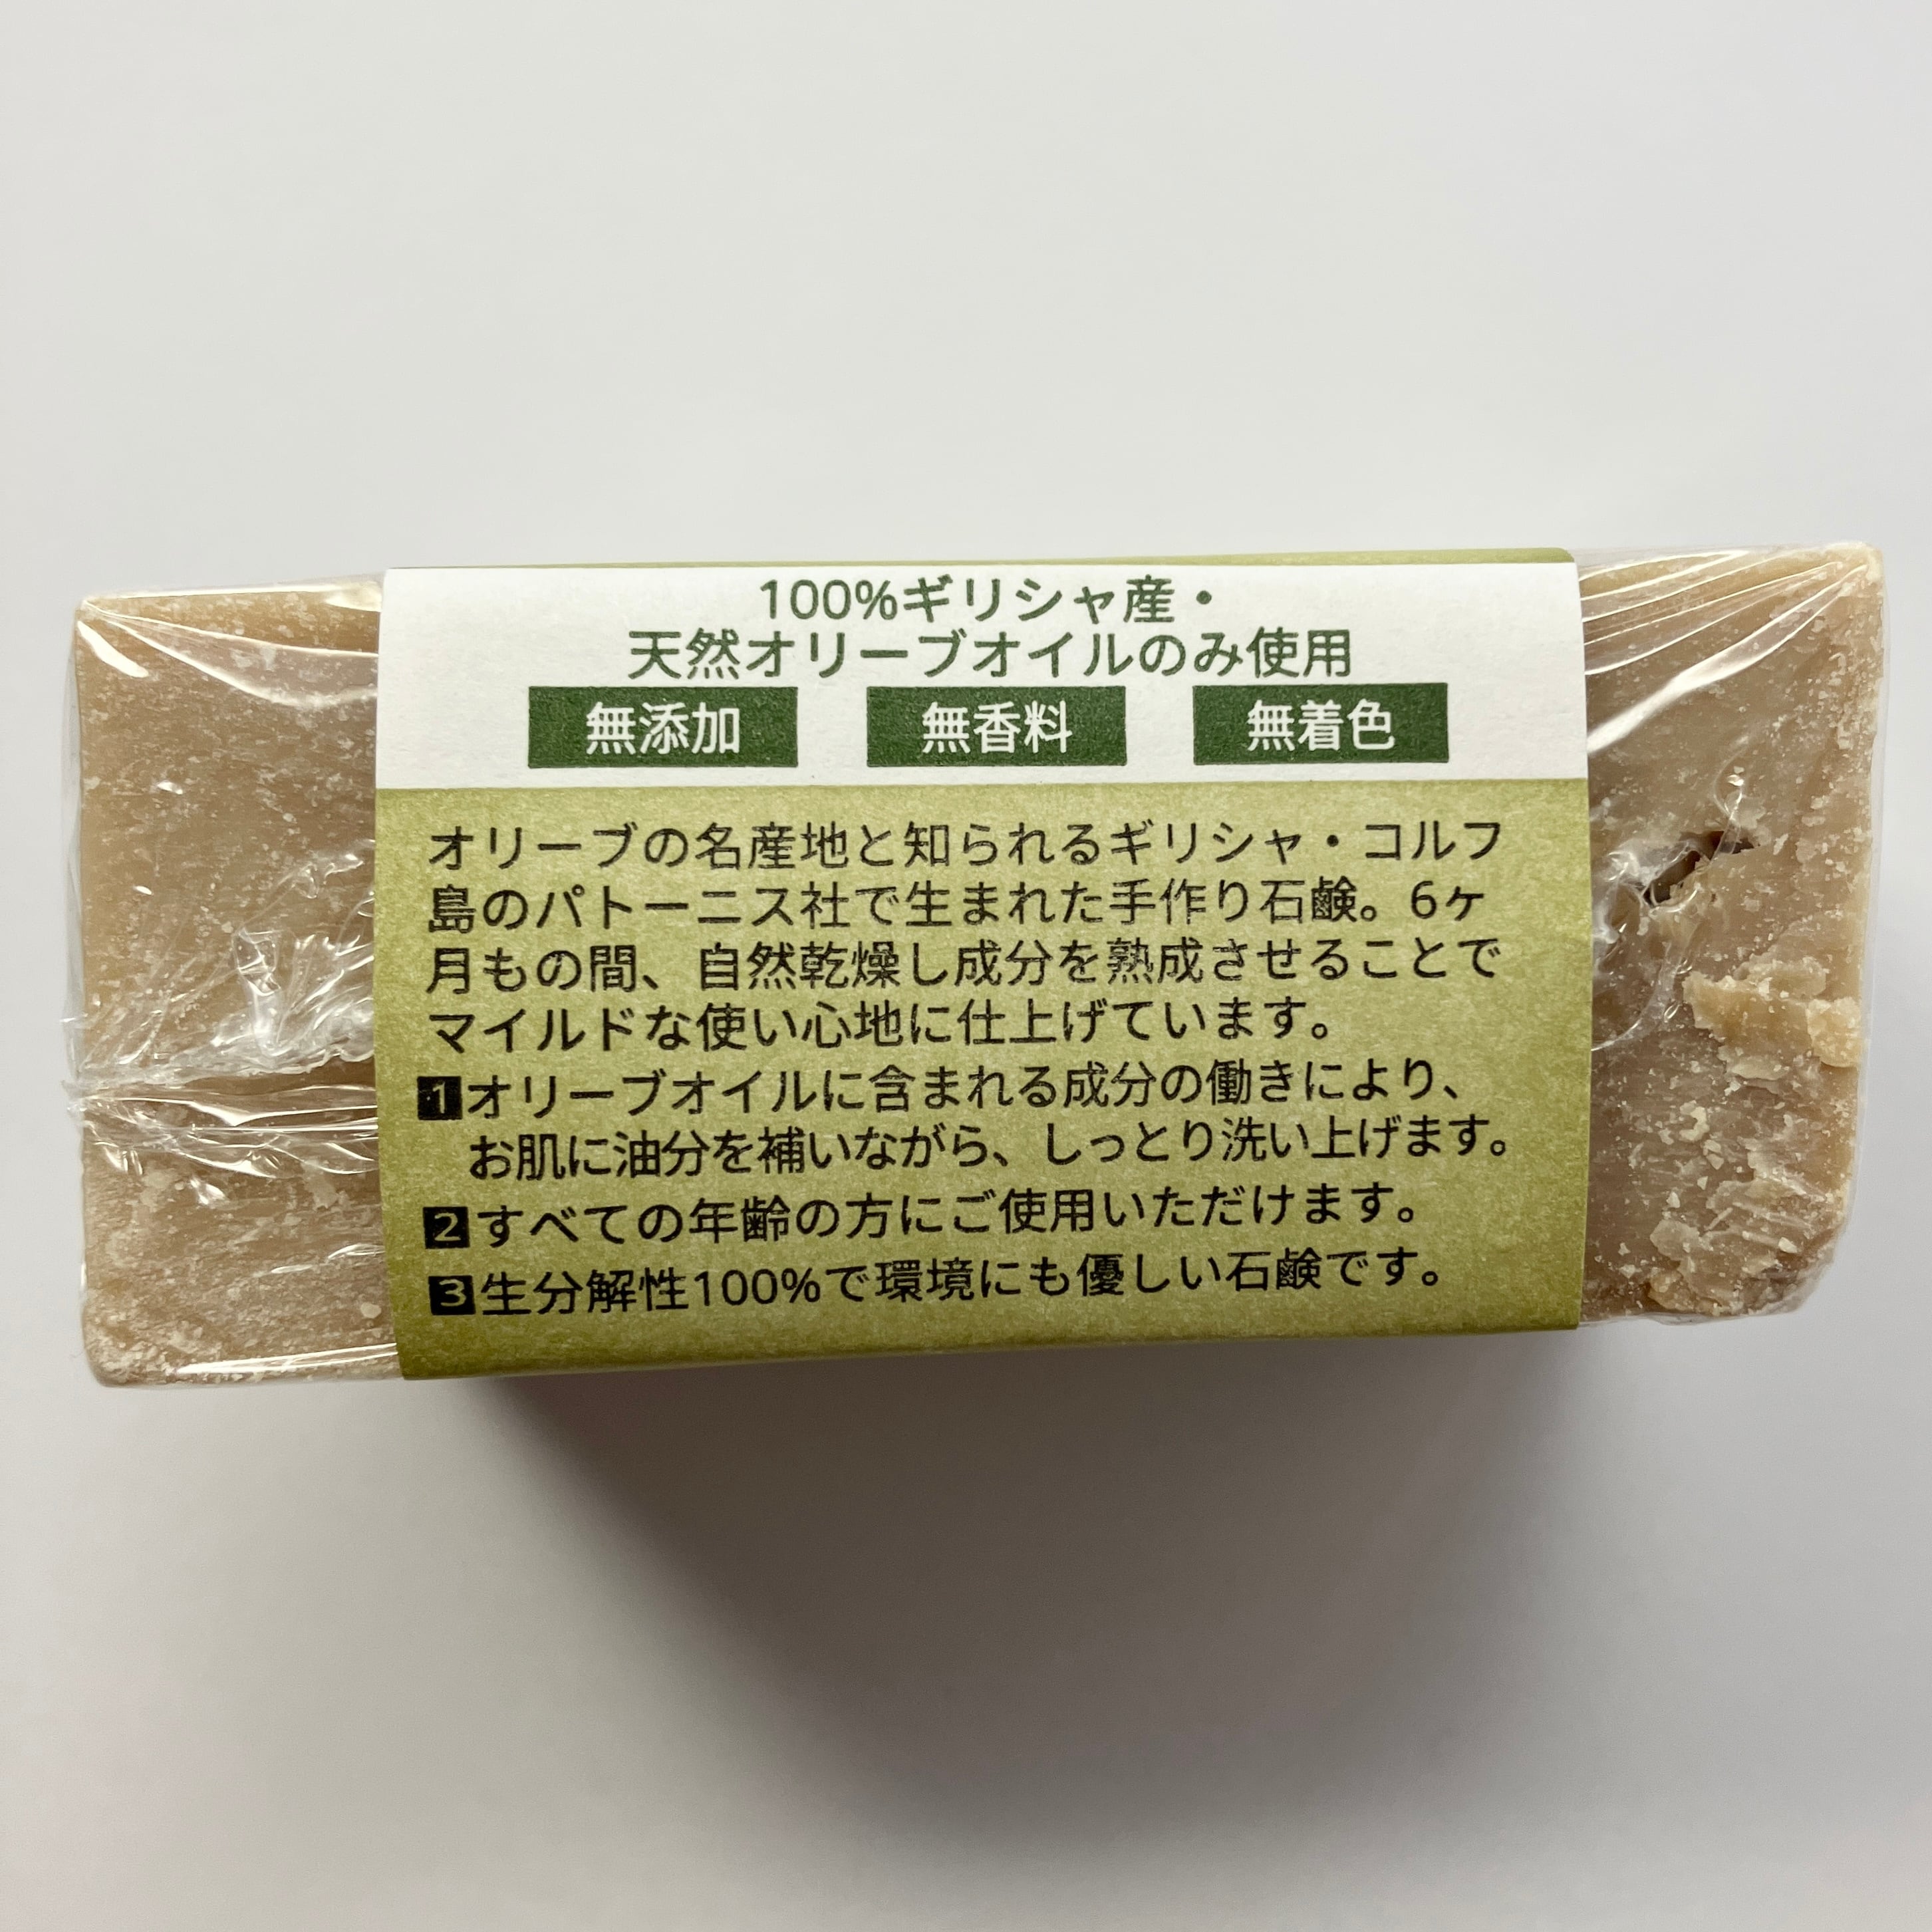 100%ギリシャ産・
天然オリーブオイルのみ使用
無添加 無香料 無着色
オリーブの名産地と知られるギリシャ・コルフ
島のパトーニス社で生まれた手作り石鹸。6ヶ
月もの間、自然乾燥し成分を熟成させることで
マイルドな使い心地に仕上げています。
1オリーブオイルに含まれる成分の働きにより、
お肌に油分を補いながら、しっとり洗い上げます。
2すべての年齢の方にご使用いただけます。
3生分解性100%で環境にも優しい石鹸です。